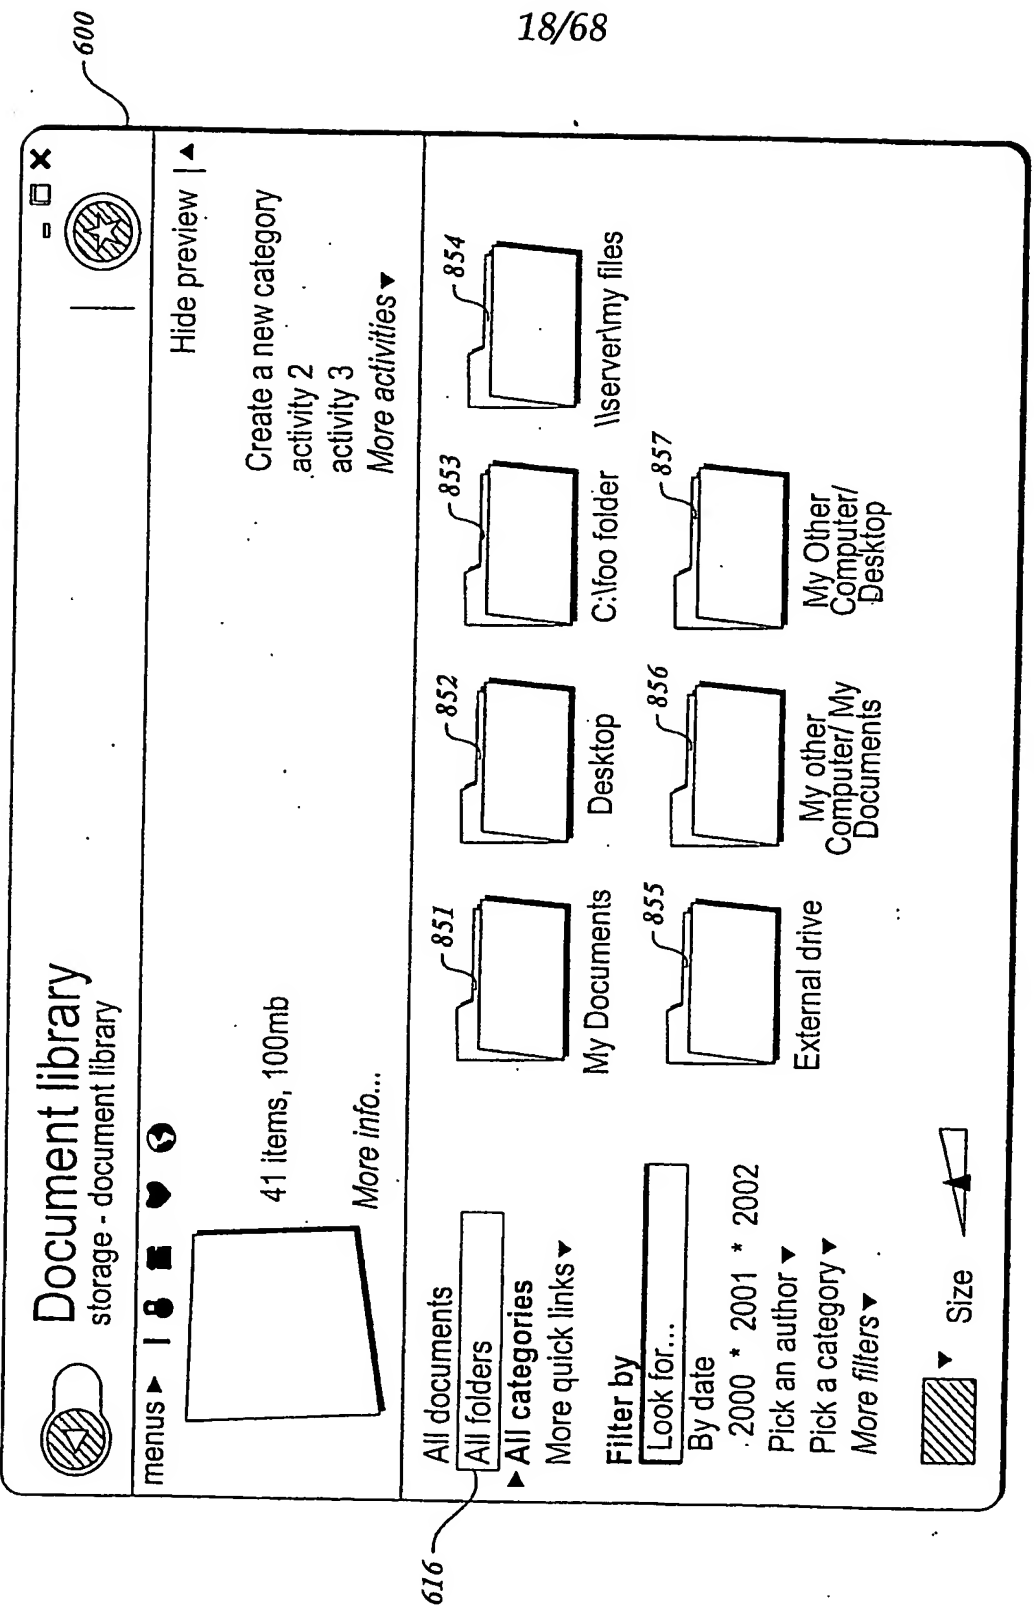 18/68
600
Document library
storage - document library
menus
Hide preview
41 items, 100mb
More info...
Create a new category
activity 2
activity 3
More activities
616
All documents
All folders
All categories
More quick links
Filter by
Look for...
By date
2000 * 2001 * 2002
Pick an author
Pick a category
More filters
Size
851
My Documents
852
Desktop
853
C:\foo folder
854
\\server\my files
855
External drive
856
My other
Computer/ My
Documents
857
My Other
Computer/
Desktop